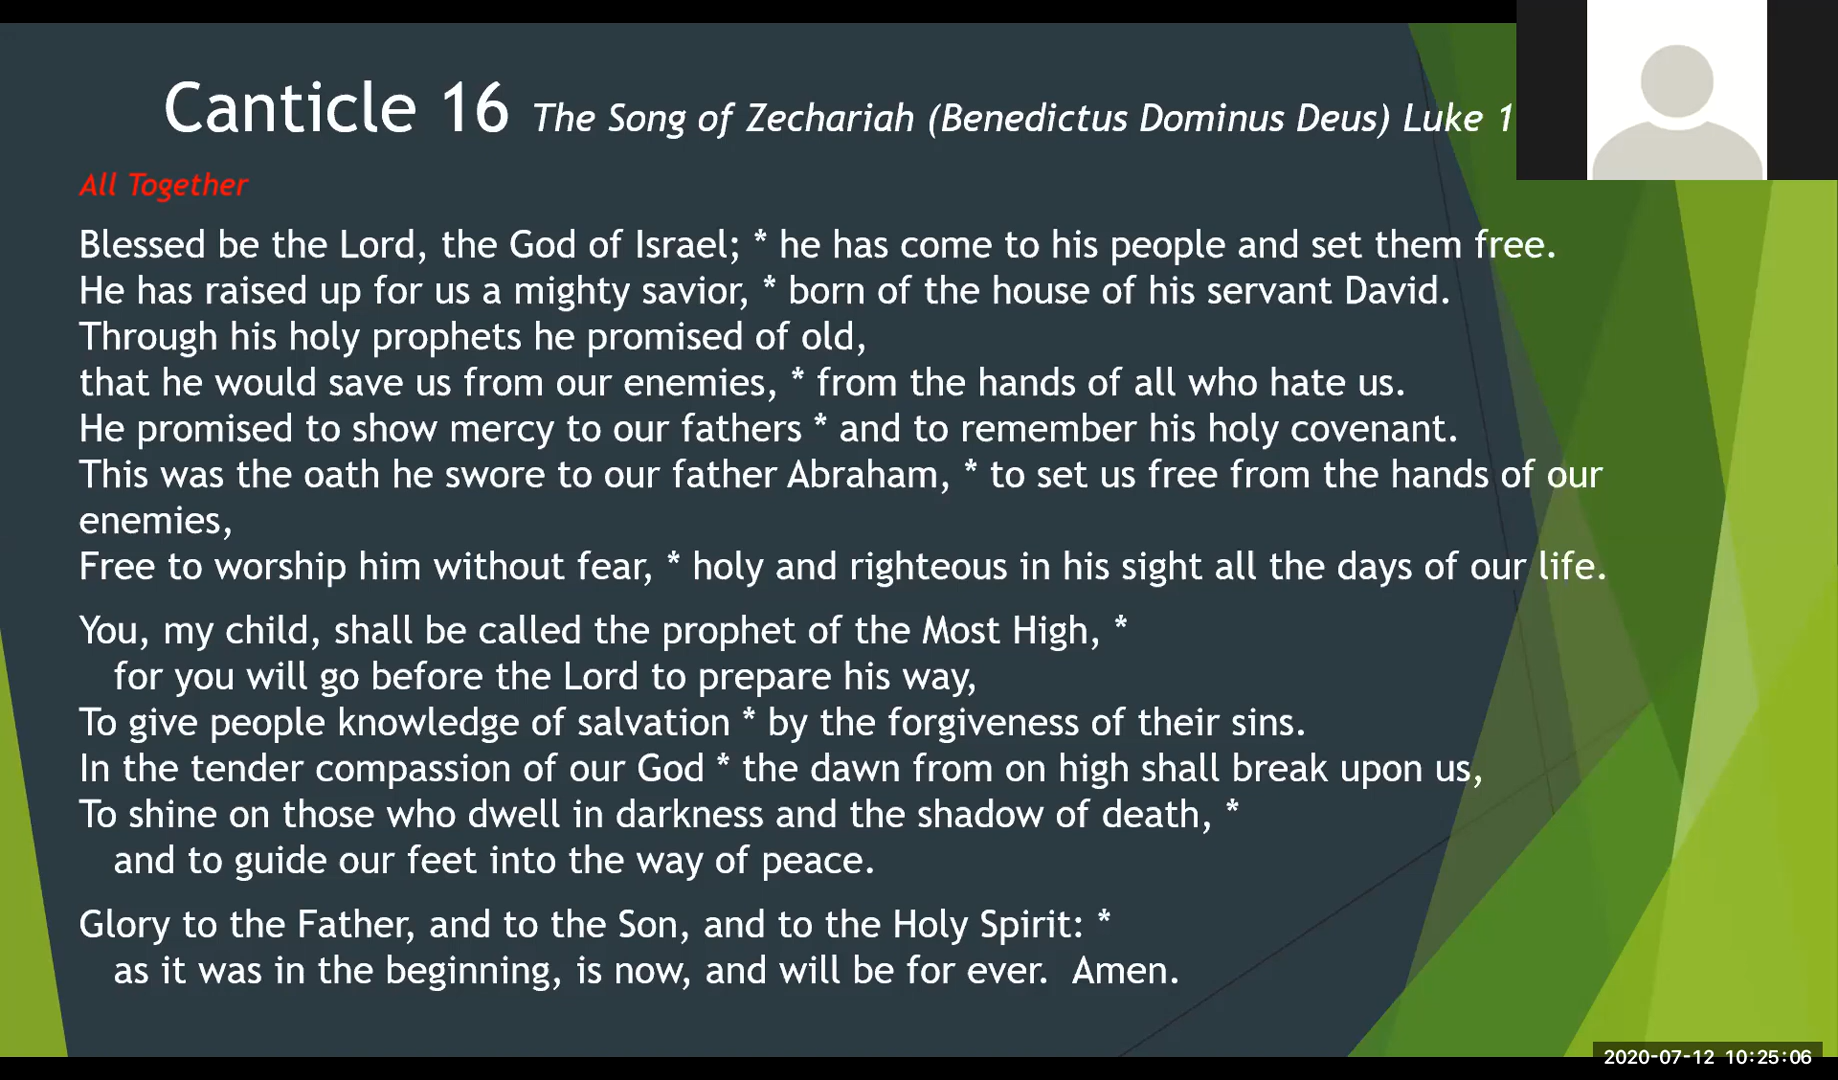 Canticle 16 The Song of Zechariah (Benedictus Dominus Deus) Luke 1
All Together
Blessed be the Lord, the God of Israel; * he has come to his people and set them free.
He has raised up for us a mighty savior, * born of the house of his servant David.
Through his holy prophets he promised of old,
that he would save us from our enemies, * from the hands of all who hate us.
He promised to show mercy to our fathers * and to remember his holy covenant.
This was the oath he swore to our father Abraham, * to set us free from the hands of our
enemies,
Free to worship him without fear, * holy and righteous in his sight all the days of our life.
You, my child, shall be called the prophet of the Most High, *
for you will go before the Lord to prepare his way,
To give people knowledge of salvation * by the forgiveness of their sins.
In the tender compassion of our God * the dawn from on high shall break upon us,
To shine on those who dwell in darkness and the shadow of death, *
and to guide our feet into the way of peace.
Glory to the Father, and to the Son, and to the Holy Spirit: *
as it was in the beginning, is now, and will be for ever.  Amen.
2020-07-12 10:25:06